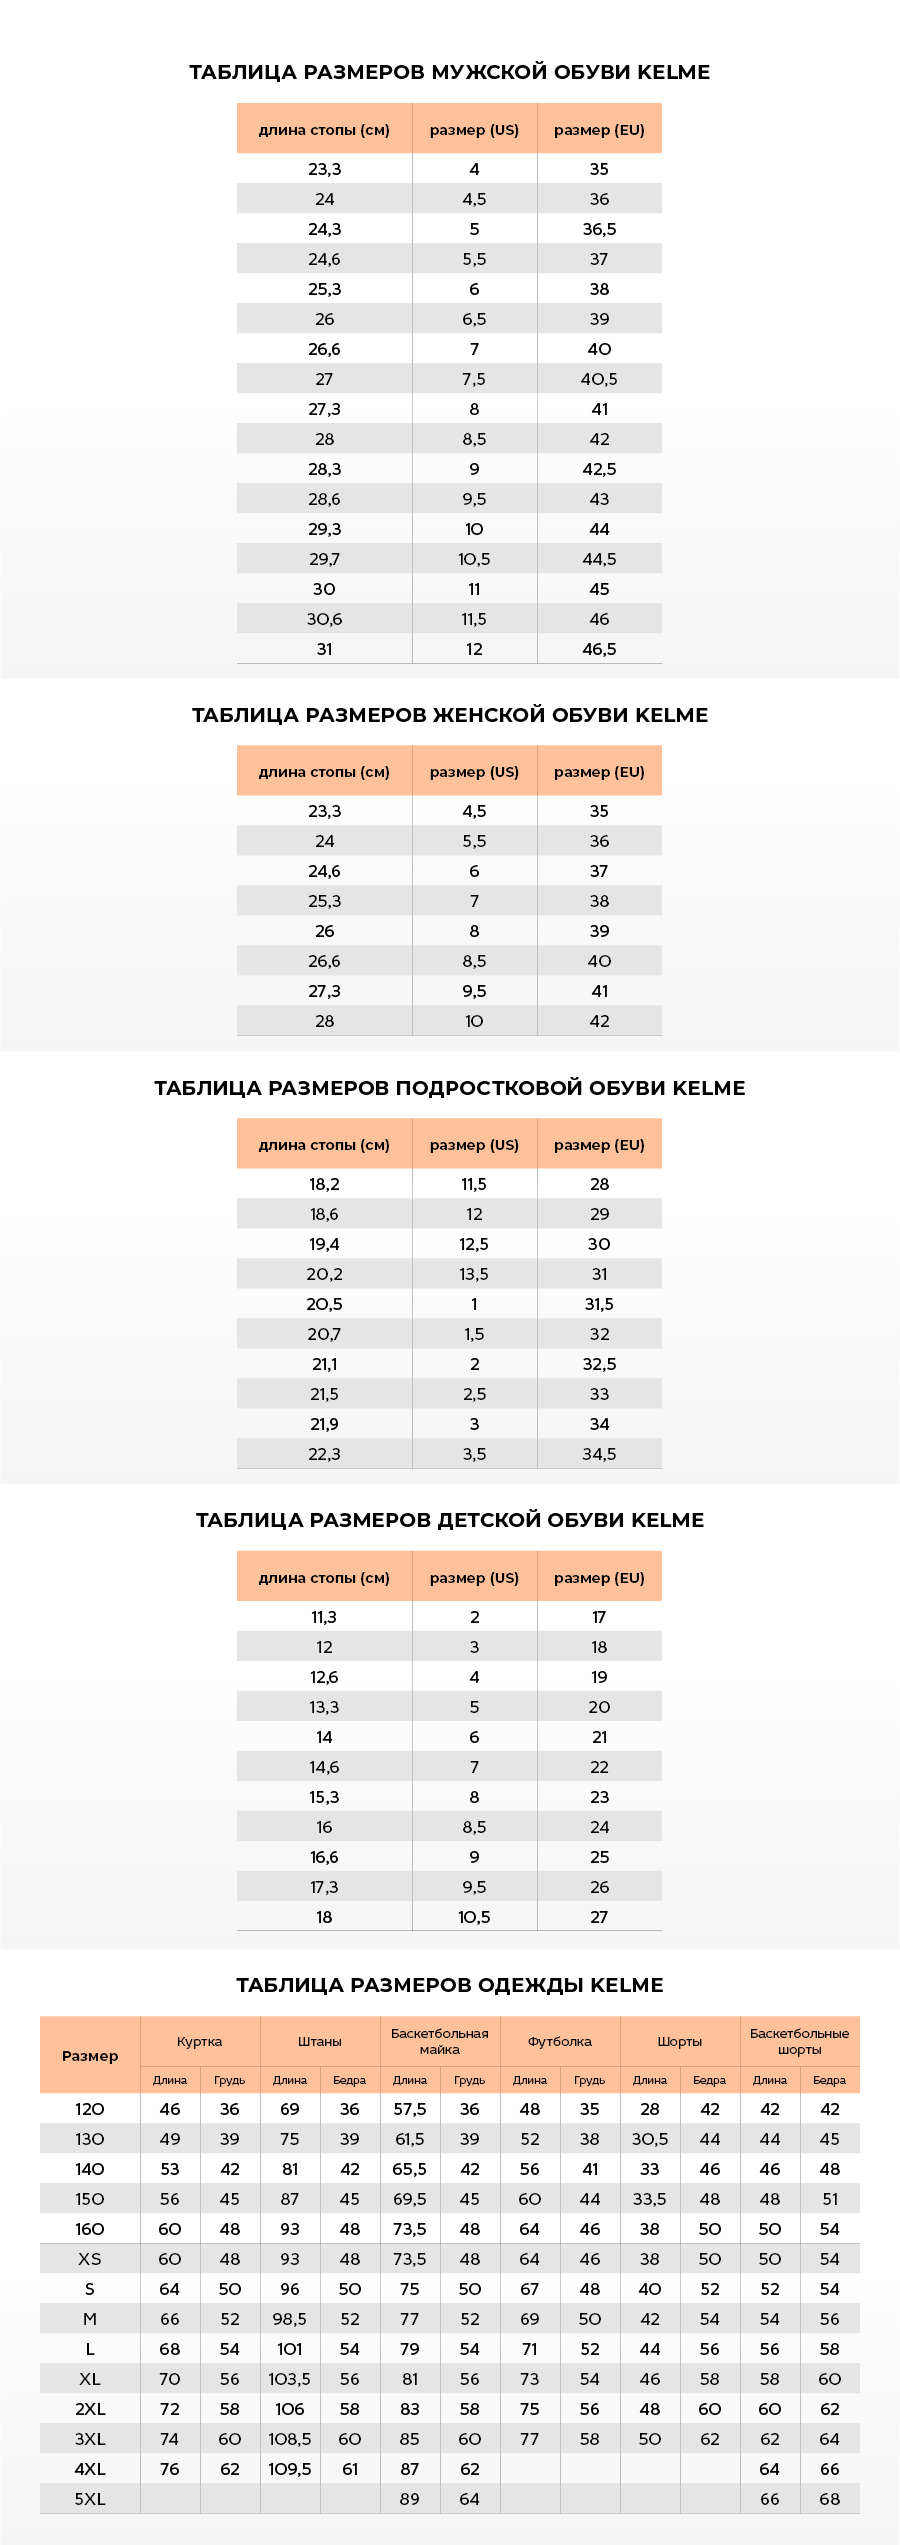 ТАБЛИЦА РАЗМЕРОВ МУЖСКОЙ ОБУВИ KELME
длина стопы (см) размер (US) размер (EU)
23,3 4 35
24 4,5 36
24,3 5 36,5
24,6 5,5 37
25,3 6 38
26 6,5 39
26,6 7 40
27 7,5 40,5
27,3 8 41
28 8,5 42
28,3 9 42,5
28,6 9,5 43
29,3 10 44
29,7 10,5 44,5
30 11 45
30,6 11,5 46
31 12 46,5
ТАБЛИЦА РАЗМЕРОВ ЖЕНСКОЙ ОБУВИ KELME
длина стопы (см) размер (US) размер (EU)
23,3 4,5 35
24 5,5 36
24,6 6 37
25,3 7 38
26 8 39
26,6 8,5 40
27,3 9,5 41
28 10 42
ТАБЛИЦА РАЗМЕРОВ ПОДРОСТКОВОЙ ОБУВИ KELME
длина стопы (см) размер (US) размер (EU)
18,2 11,5 28
18,6 12 29
19,4 12,5 30
20,2 13,5 31
20,5 1 31,5
20,7 1,5 32
21,1 2 32,5
21,5 2,5 33
21,9 3 34
22,3 3,5 34,5
ТАБЛИЦА РАЗМЕРОВ ДЕТСКОЙ ОБУВИ KELME
длина стопы (см) размер (US) размер (EU)
11,3 2 17
12 3 18
12,6 4 19
13,3 5 20
14 6 21
14,6 7 22
15,3 8 23
16 8,5 24
16,6 9 25
17,3 9,5 26
18 10,5 27
ТАБЛИЦА РАЗМЕРОВ ОДЕЖДЫ KELME
Размер Куртка Штаны Баскетбольная майка Футболка Шорты Баскетбольные шорты
Длина Грудь Длина Бедра Длина Грудь Длина Грудь Длина Бедра Длина Бедра
120 46 36 69 36 57,5 36 48 35 28 42 42 42
130 49 39 75 39 61,5 39 52 38 30,5 44 44 45
140 53 42 81 42 65,5 42 56 41 33 46 46 48
150 56 45 87 45 69,5 45 60 44 33,5 48 48 51
160 60 48 93 48 73,5 48 64 46 38 50 50 54
XS 60 48 93 48 73,5 48 64 46 38 50 50 54
S 64 50 96 50 75 50 67 48 40 52 52 54
M 66 52 98,5 52 77 52 69 50 42 54 54 56
L 68 54 101 54 79 54 71 52 44 56 56 58
XL 70 56 103,5 56 81 56 73 54 46 58 58 60
2XL 72 58 106 58 83 58 75 56 48 60 60 62
3XL 74 60 108,5 60 85 60 77 58 50 62 62 64
4XL 76 62 109,5 61 87 62 64 66
5XL 89 64 66 68